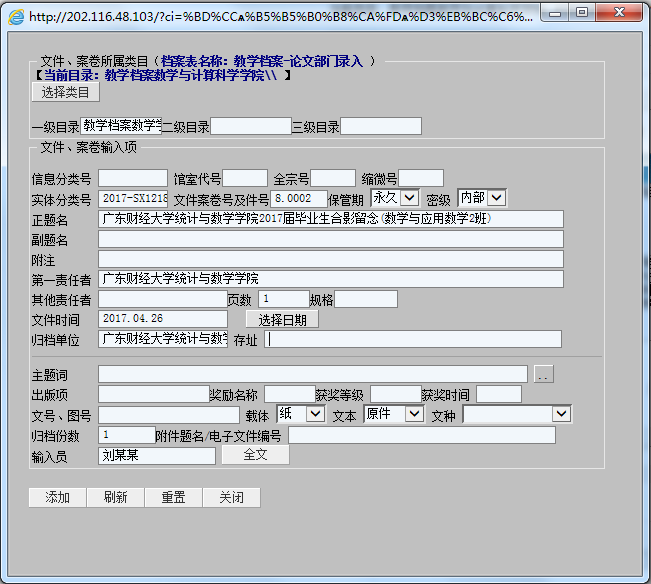 http://202.116.48.103/?ci=%BD%CC%B5%B5%B0%B8%CA%FD%D3%EB%BC%C6%...
文件、案卷所属类目（档案表名称：教学档案-论文部门录入 ）
【当前目录：教学档案数学与计算科学学院\\ 】
选择类目
一级目录 教学档案数学 二级目录 三级目录
文件、案卷输入项
信息分类号 馆室代号 全宗号 缩微号
实体分类号 2017-SX1218 文件案卷号及件号 8.0002 保管期 永久 密级 内部
正题名 广东财经大学统计与数学学院2017届毕业生合影留念(数学与应用数学2班)
副题名
附注
第一责任者 广东财经大学统计与数学学院
其他责任者 页数 1 规格
文件时间 2017.04.26 选择日期
归档单位 广东财经大学统计与数学 存址
主题词 ..
出版项 奖励名称 获奖等级 获奖时间
文号、图号 载体 纸 文本 原件 文种
归档份数 1 附件题名/电子文件编号
输入员 刘某某 全文
添加 刷新 重置 关闭